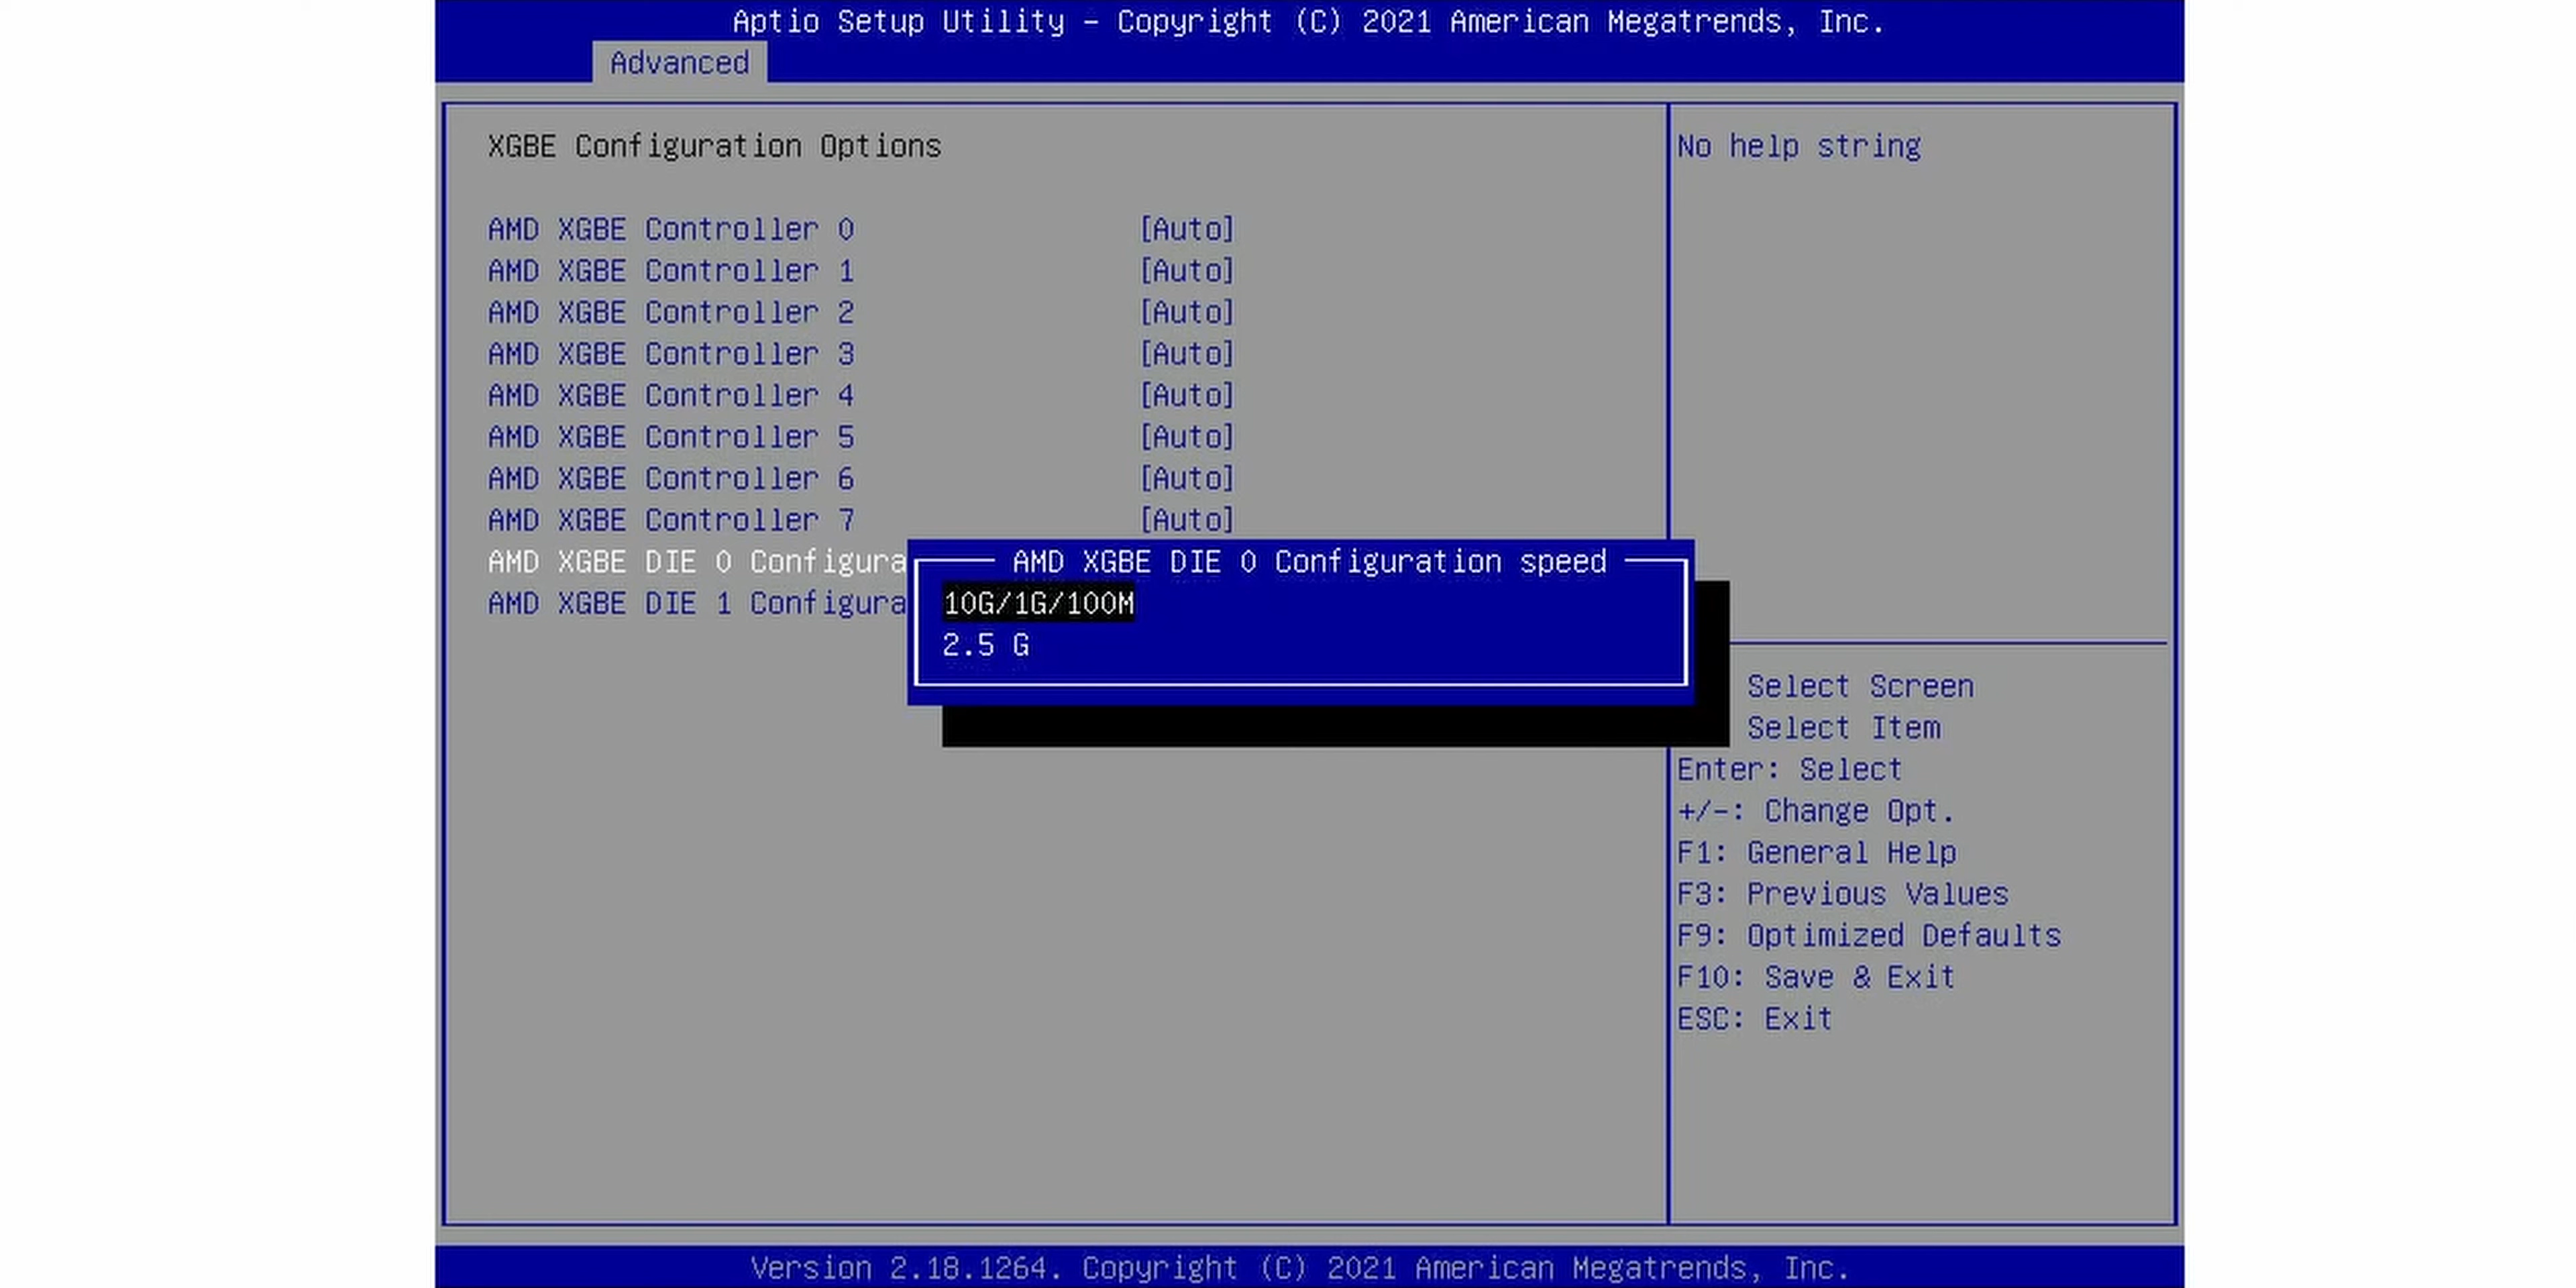 Aptio Setup Utility – Copyright (C) 2021 American Megatrends, Inc.
Advanced
XGBE Configuration Options
AMD XGBE Controller 0 [Auto]
AMD XGBE Controller 1 [Auto]
AMD XGBE Controller 2 [Auto]
AMD XGBE Controller 3 [Auto]
AMD XGBE Controller 4 [Auto]
AMD XGBE Controller 5 [Auto]
AMD XGBE Controller 6 [Auto]
AMD XGBE Controller 7 [Auto]
AMD XGBE DIE 0 Configura
AMD XGBE DIE 1 Configura
AMD XGBE DIE 0 Configuration speed
10G/1G/100M
2.5 G
No help string
Select Screen
Select Item
Enter: Select
+/-: Change Opt.
F1: General Help
F3: Previous Values
F9: Optimized Defaults
F10: Save & Exit
ESC: Exit
Version 2.18.1264. Copyright (C) 2021 American Megatrends, Inc.